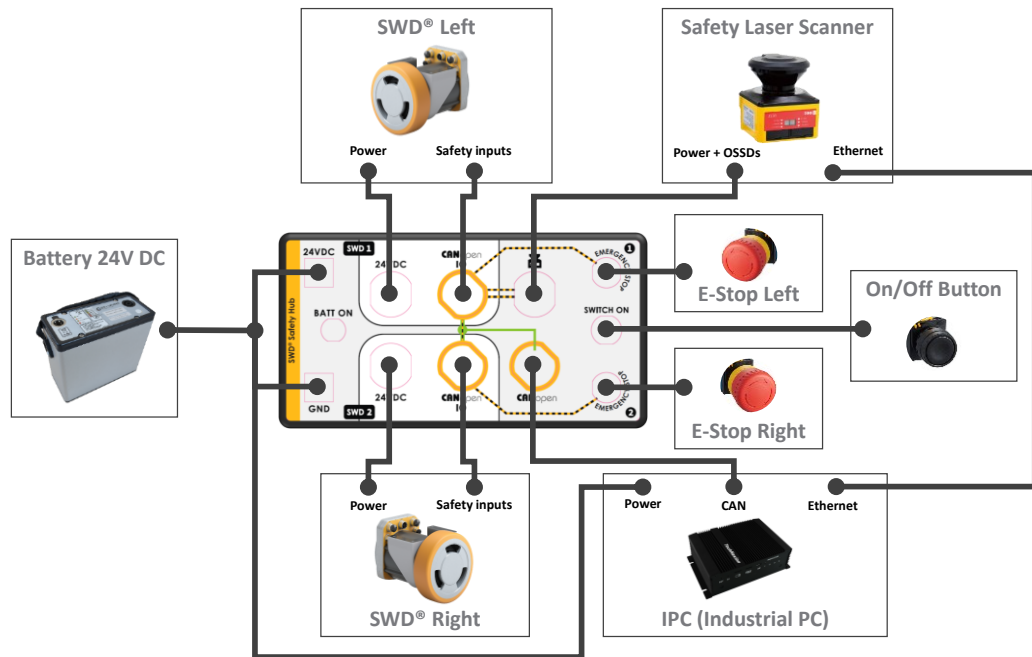 SWD® Left
Power
Safety inputs
Safety Laser Scanner
Power + OSSDs
Ethernet
Battery 24V DC
SWD® Safety Hub
24VDC
SWD 1
24VDC
CANopen
IO
1
EMERGENCY STOP
BATT ON
SWITCH ON
GND
SWD 2
24VDC
CANopen
IO
CANopen
EMERGENCY STOP
2
E-Stop Left
On/Off Button
E-Stop Right
Power
Safety inputs
SWD® Right
Power
CAN
Ethernet
IPC (Industrial PC)